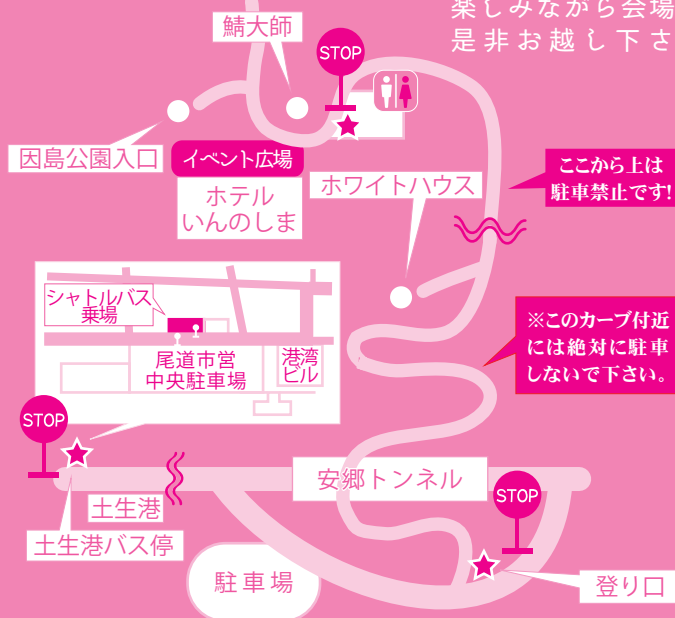 楽しみながら会場
是非お越し下さ
鯖大師
STOP
因島公園入口
イベント広場
ホテル
いんのしま
ホワイトハウス
ここから上は
駐車禁止です!
シャトルバス
乗場
尾道市営
中央駐車場
港湾
ビル
※このカーブ付近
には絶対に駐車
しないで下さい。
STOP
安郷トンネル
STOP
土生港
土生港バス停
駐車場
登り口